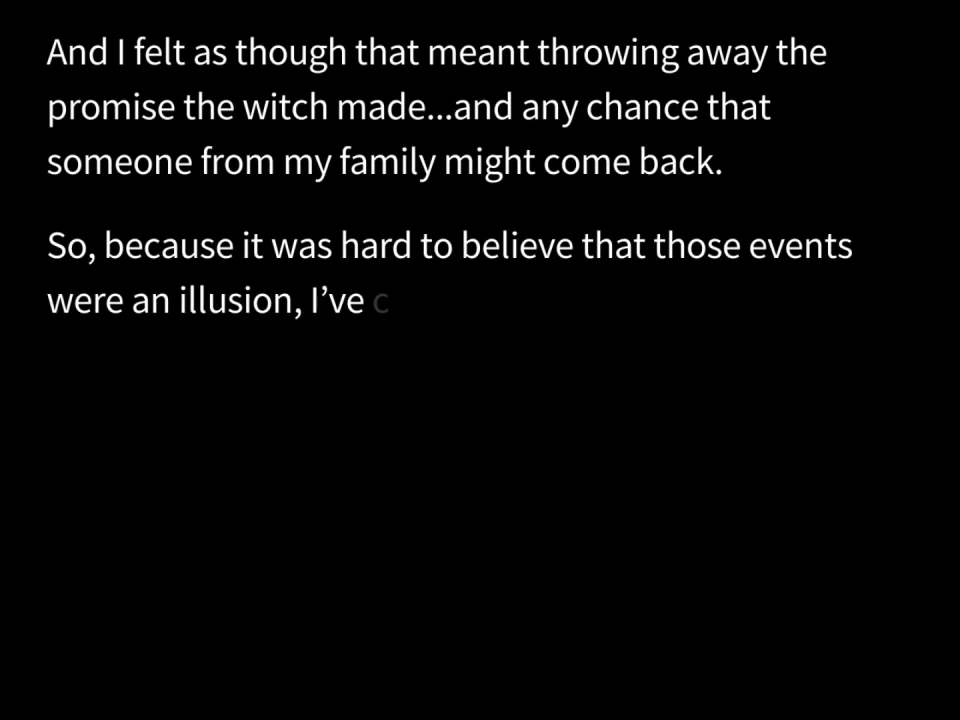 And I felt as though that meant throwing away the
promise the witch made...and any chance that
someone from my family might come back.
So, because it was hard to believe that those events
were an illusion, I’ve c